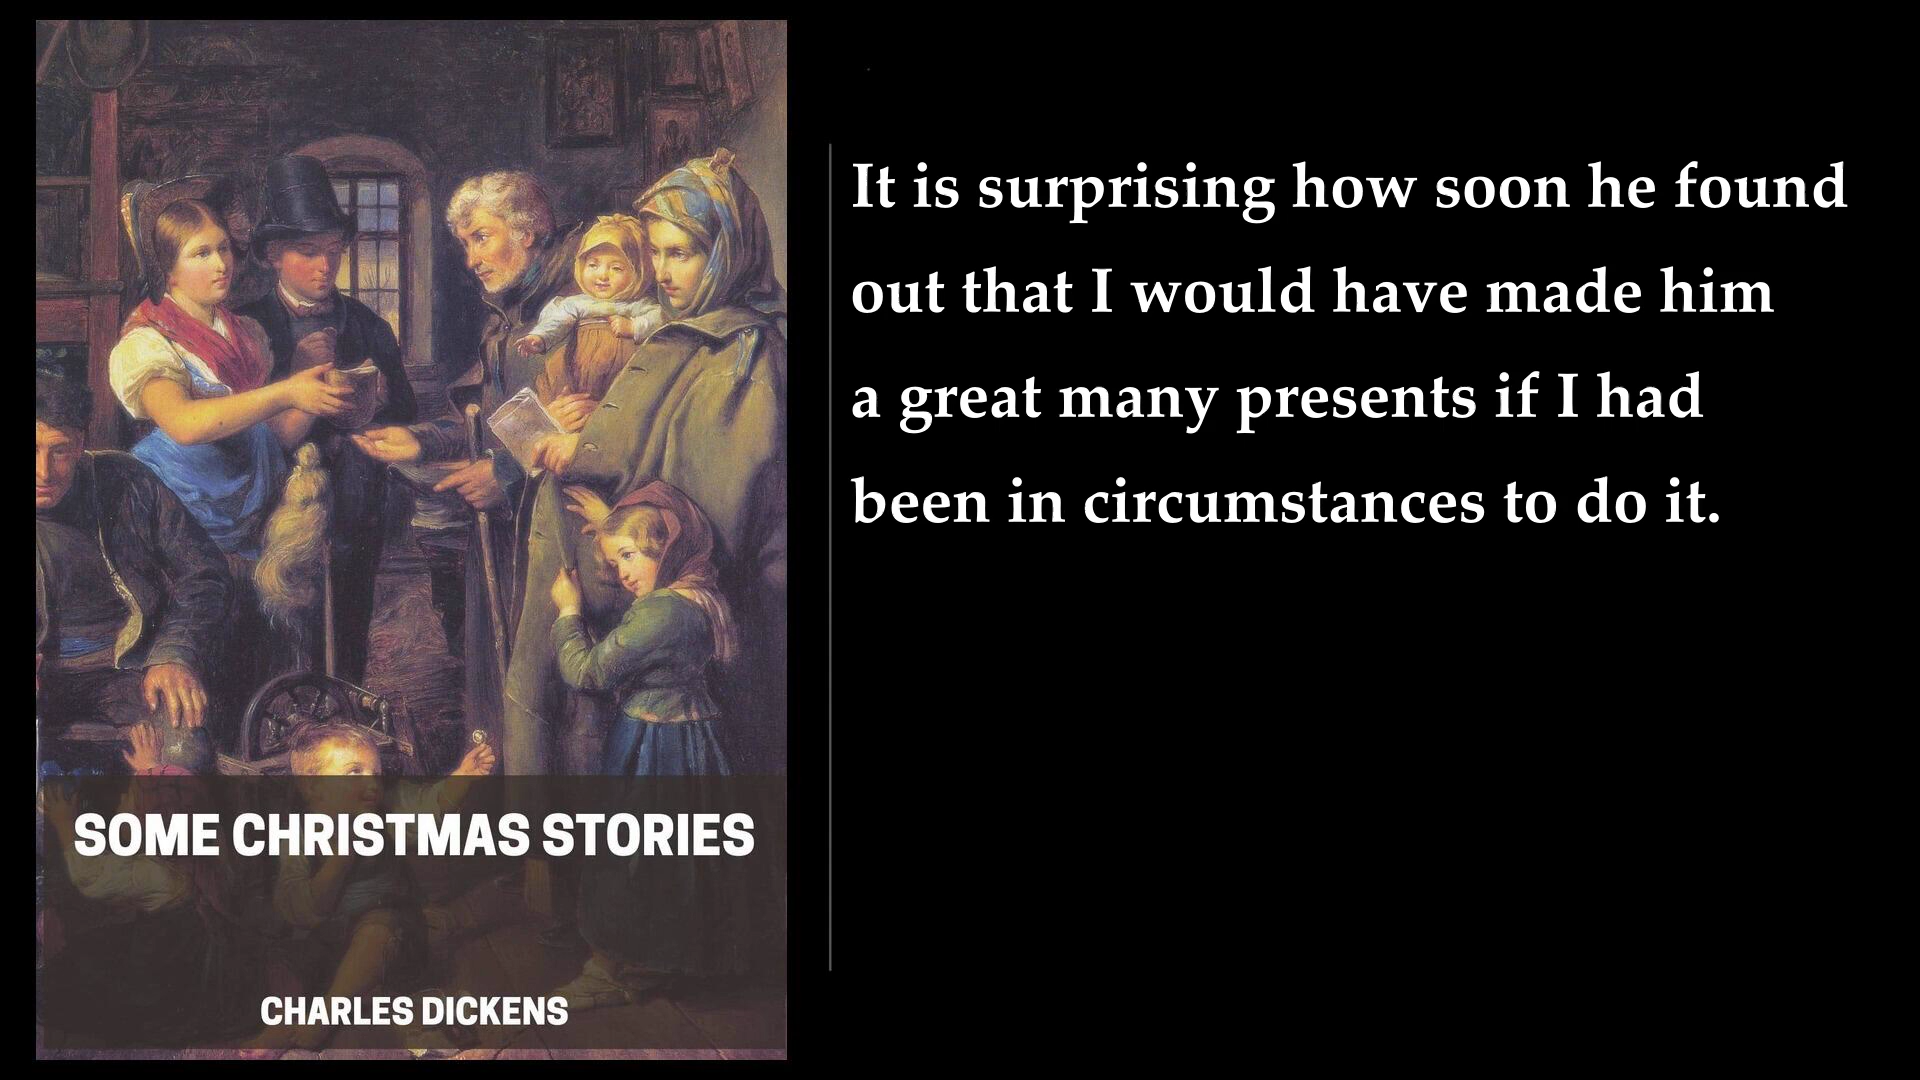 SOME CHRISTMAS STORIES
CHARLES DICKENS
It is surprising how soon he found
out that I would have made him
a great many presents if I had
been in circumstances to do it.